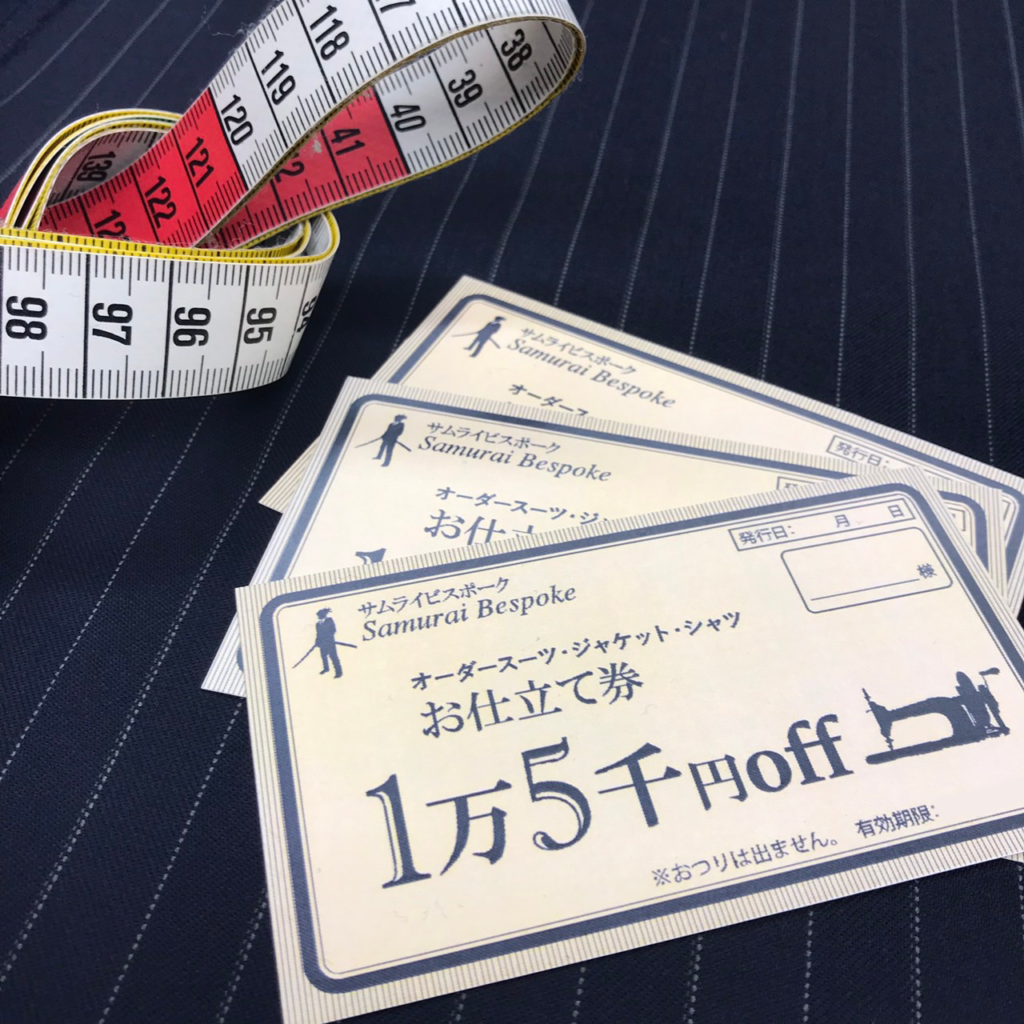 117
118
119
120
121
122
139
38
39
40
41
98
97
96
95
94
サムライビスポーク
Samurai Bespoke
オーダース
発行日:
サムライビスポーク
Samurai Bespoke
オーダースーツ・ジ
お仕立
サムライビスポーク
Samurai Bespoke
発行日: 月 日
様
オーダースーツ・ジャケット・シャツ
お仕立て券
1万5千円off
※おつりは出ません。 有効期限: